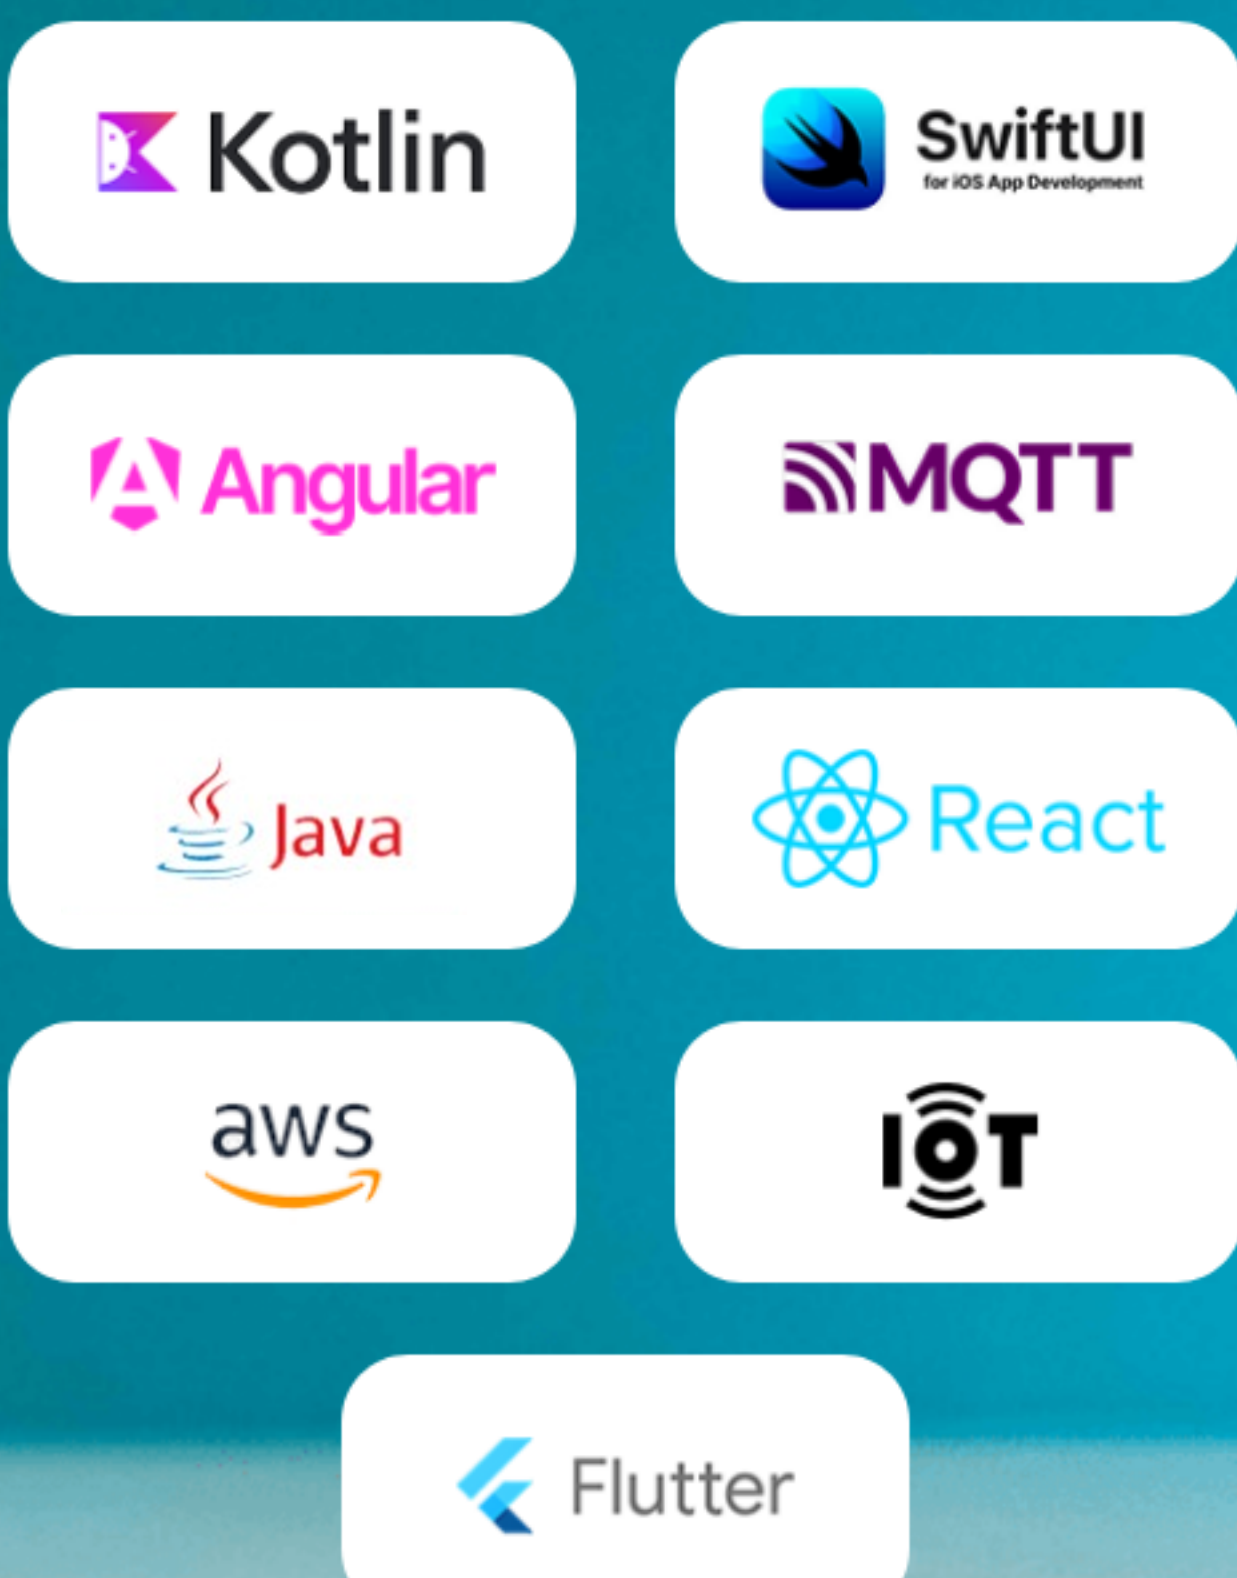 Kotlin
SwiftUI
for iOS App Development
Angular
MQTT
Java
React
aws
IOT
Flutter